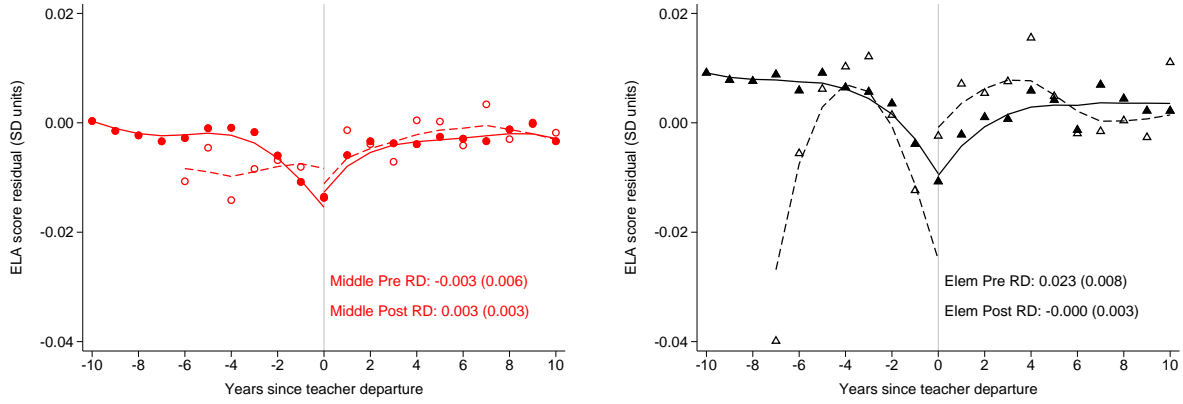 0.02
0.00
-0.02
-0.04
ELA score residual (SD units)
Middle Pre RD: -0.003 (0.006)
Middle Post RD: 0.003 (0.003)
-10 -8 -6 -4 -2 0 2 4 6 8 10
Years since teacher departure
0.02
0.00
-0.02
-0.04
ELA score residual (SD units)
Elem Pre RD: 0.023 (0.008)
Elem Post RD: -0.000 (0.003)
-10 -8 -6 -4 -2 0 2 4 6 8 10
Years since teacher departure